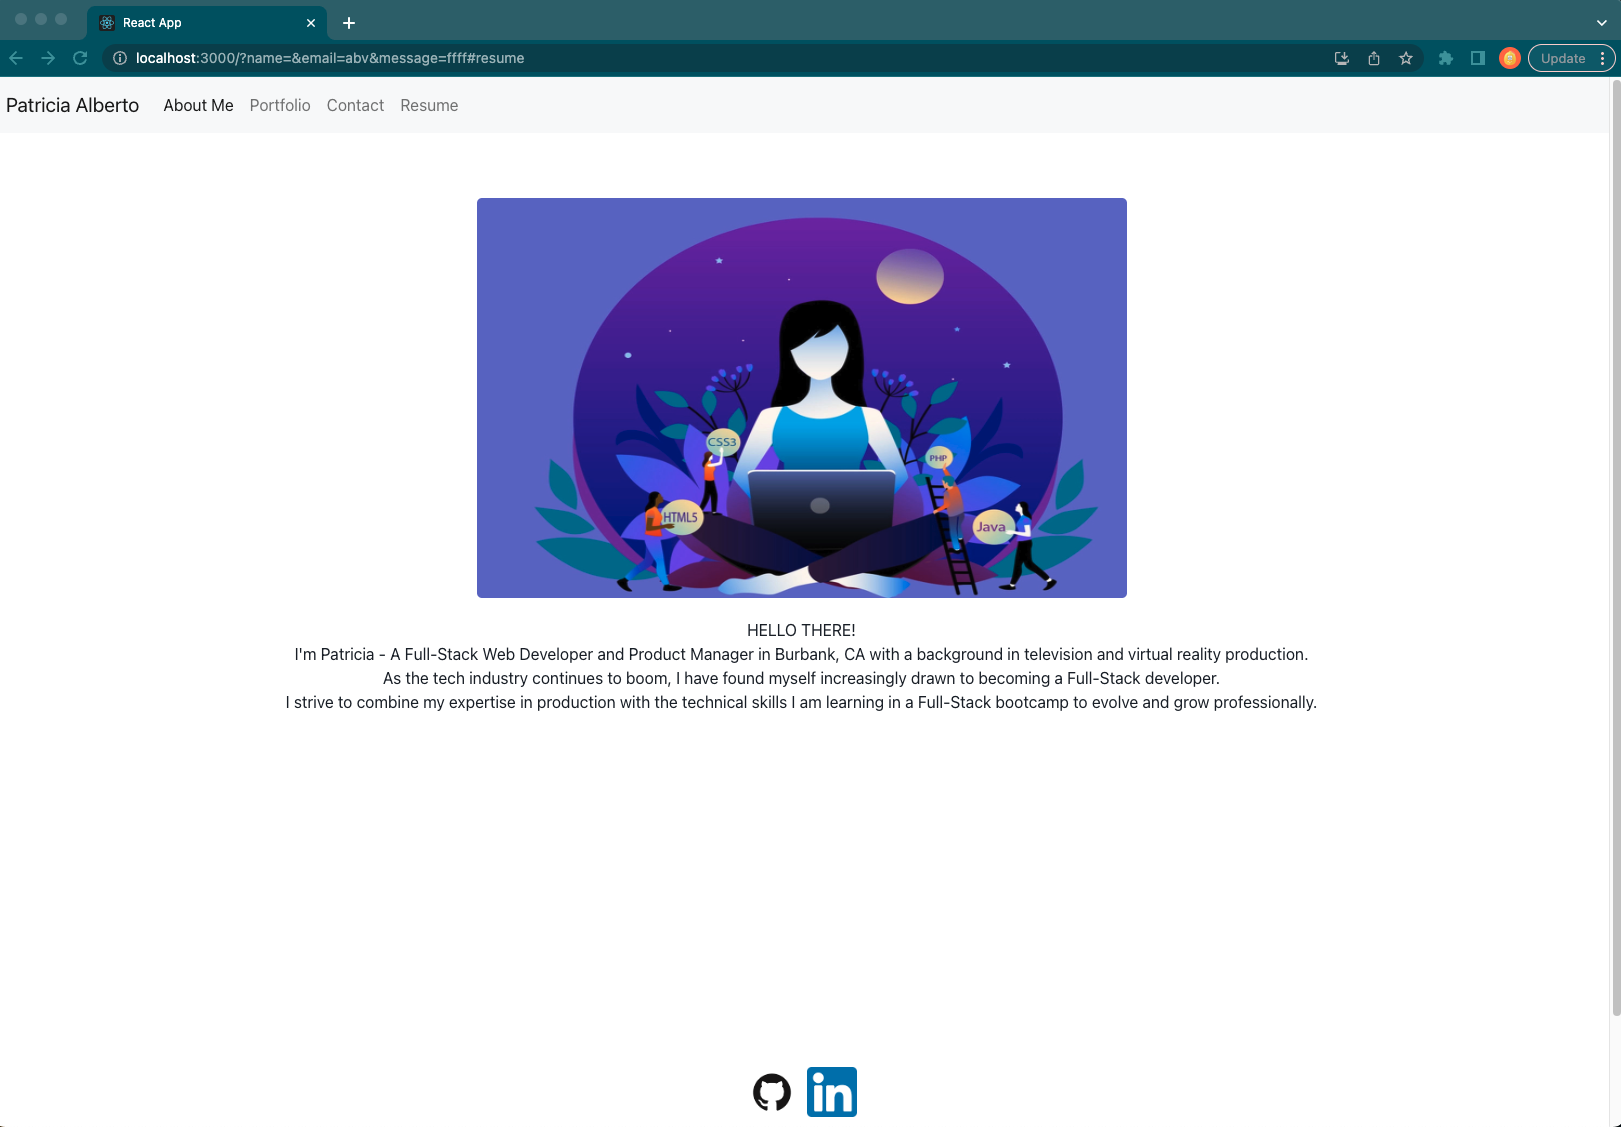 React App
localhost:3000/?name=&email=abv&message=ffff#resume
Update
Patricia Alberto About Me Portfolio Contact Resume
CSS3
PHP
HTML5
Java
HELLO THERE!
I'm Patricia - A Full-Stack Web Developer and Product Manager in Burbank, CA with a background in television and virtual reality production.
As the tech industry continues to boom, I have found myself increasingly drawn to becoming a Full-Stack developer.
I strive to combine my expertise in production with the technical skills I am learning in a Full-Stack bootcamp to evolve and grow professionally.
in